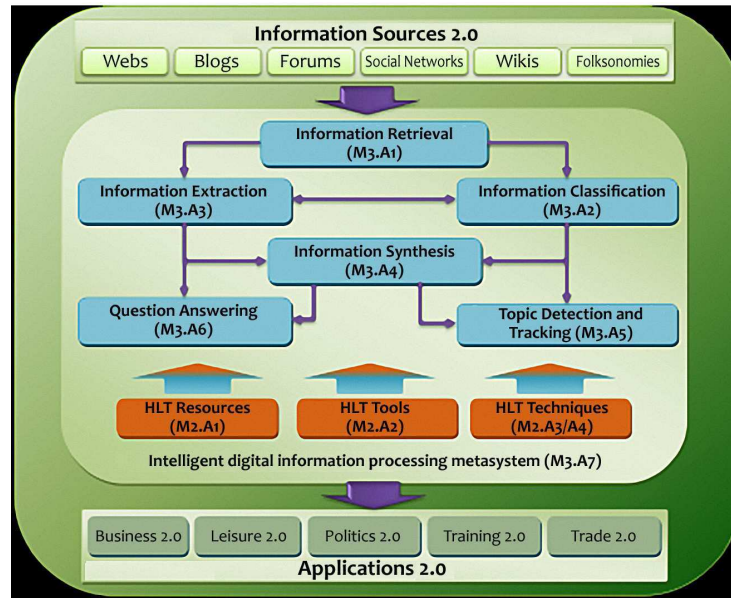 Information Sources 2.0
Webs
Blogs
Forums
Social Networks
Wikis
Folksonomies
Information Retrieval
(M3.A1)
Information Extraction
(M3.A3)
Information Classification
(M3.A2)
Information Synthesis
(M3.A4)
Question Answering
(M3.A6)
Topic Detection and
Tracking (M3.A5)
HLT Resources
(M2.A1)
HLT Tools
(M2.A2)
HLT Techniques
(M2.A3/A4)
Intelligent digital information processing metasystem (M3.A7)
Business 2.0
Leisure 2.0
Politics 2.0
Training 2.0
Trade 2.0
Applications 2.0